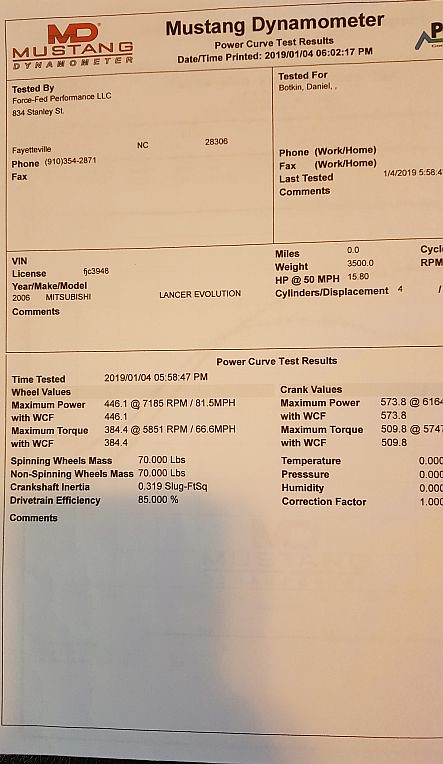 MD
MUSTANG
DYNAMOMETER
Mustang Dynamometer
Power Curve Test Results
Date/Time Printed: 2019/01/04 06:02:17 PM
P
Tested By
Force-Fed Performance LLC
834 Stanley St.
Fayetteville NC 28306
Phone (910)354-2871
Fax
Tested For
Botkin, Daniel, ,
Phone (Work/Home)
Fax (Work/Home)
Last Tested 1/4/2019 5:58:4
Comments
VIN
License fjc3948
Year/Make/Model
2006 MITSUBISHI LANCER EVOLUTION
Comments
Miles 0.0 Cycl
Weight 3500.0 RPM
HP @ 50 MPH 15.80
Cylinders/Displacement 4 /
Power Curve Test Results
Time Tested 2019/01/04 05:58:47 PM
Wheel Values
Maximum Power 446.1 @ 7185 RPM / 81.5MPH
with WCF 446.1
Maximum Torque 384.4 @ 5851 RPM / 66.6MPH
with WCF 384.4
Crank Values
Maximum Power 573.8 @ 6164
with WCF 573.8
Maximum Torque 509.8 @ 5747
with WCF 509.8
Spinning Wheels Mass 70.000 Lbs
Non-Spinning Wheels Mass 70.000 Lbs
Crankshaft Inertia 0.319 Slug-FtSq
Drivetrain Efficiency 85.000 %
Temperature 0.000
Presssure 0.000
Humidity 0.000
Correction Factor 1.000
Comments